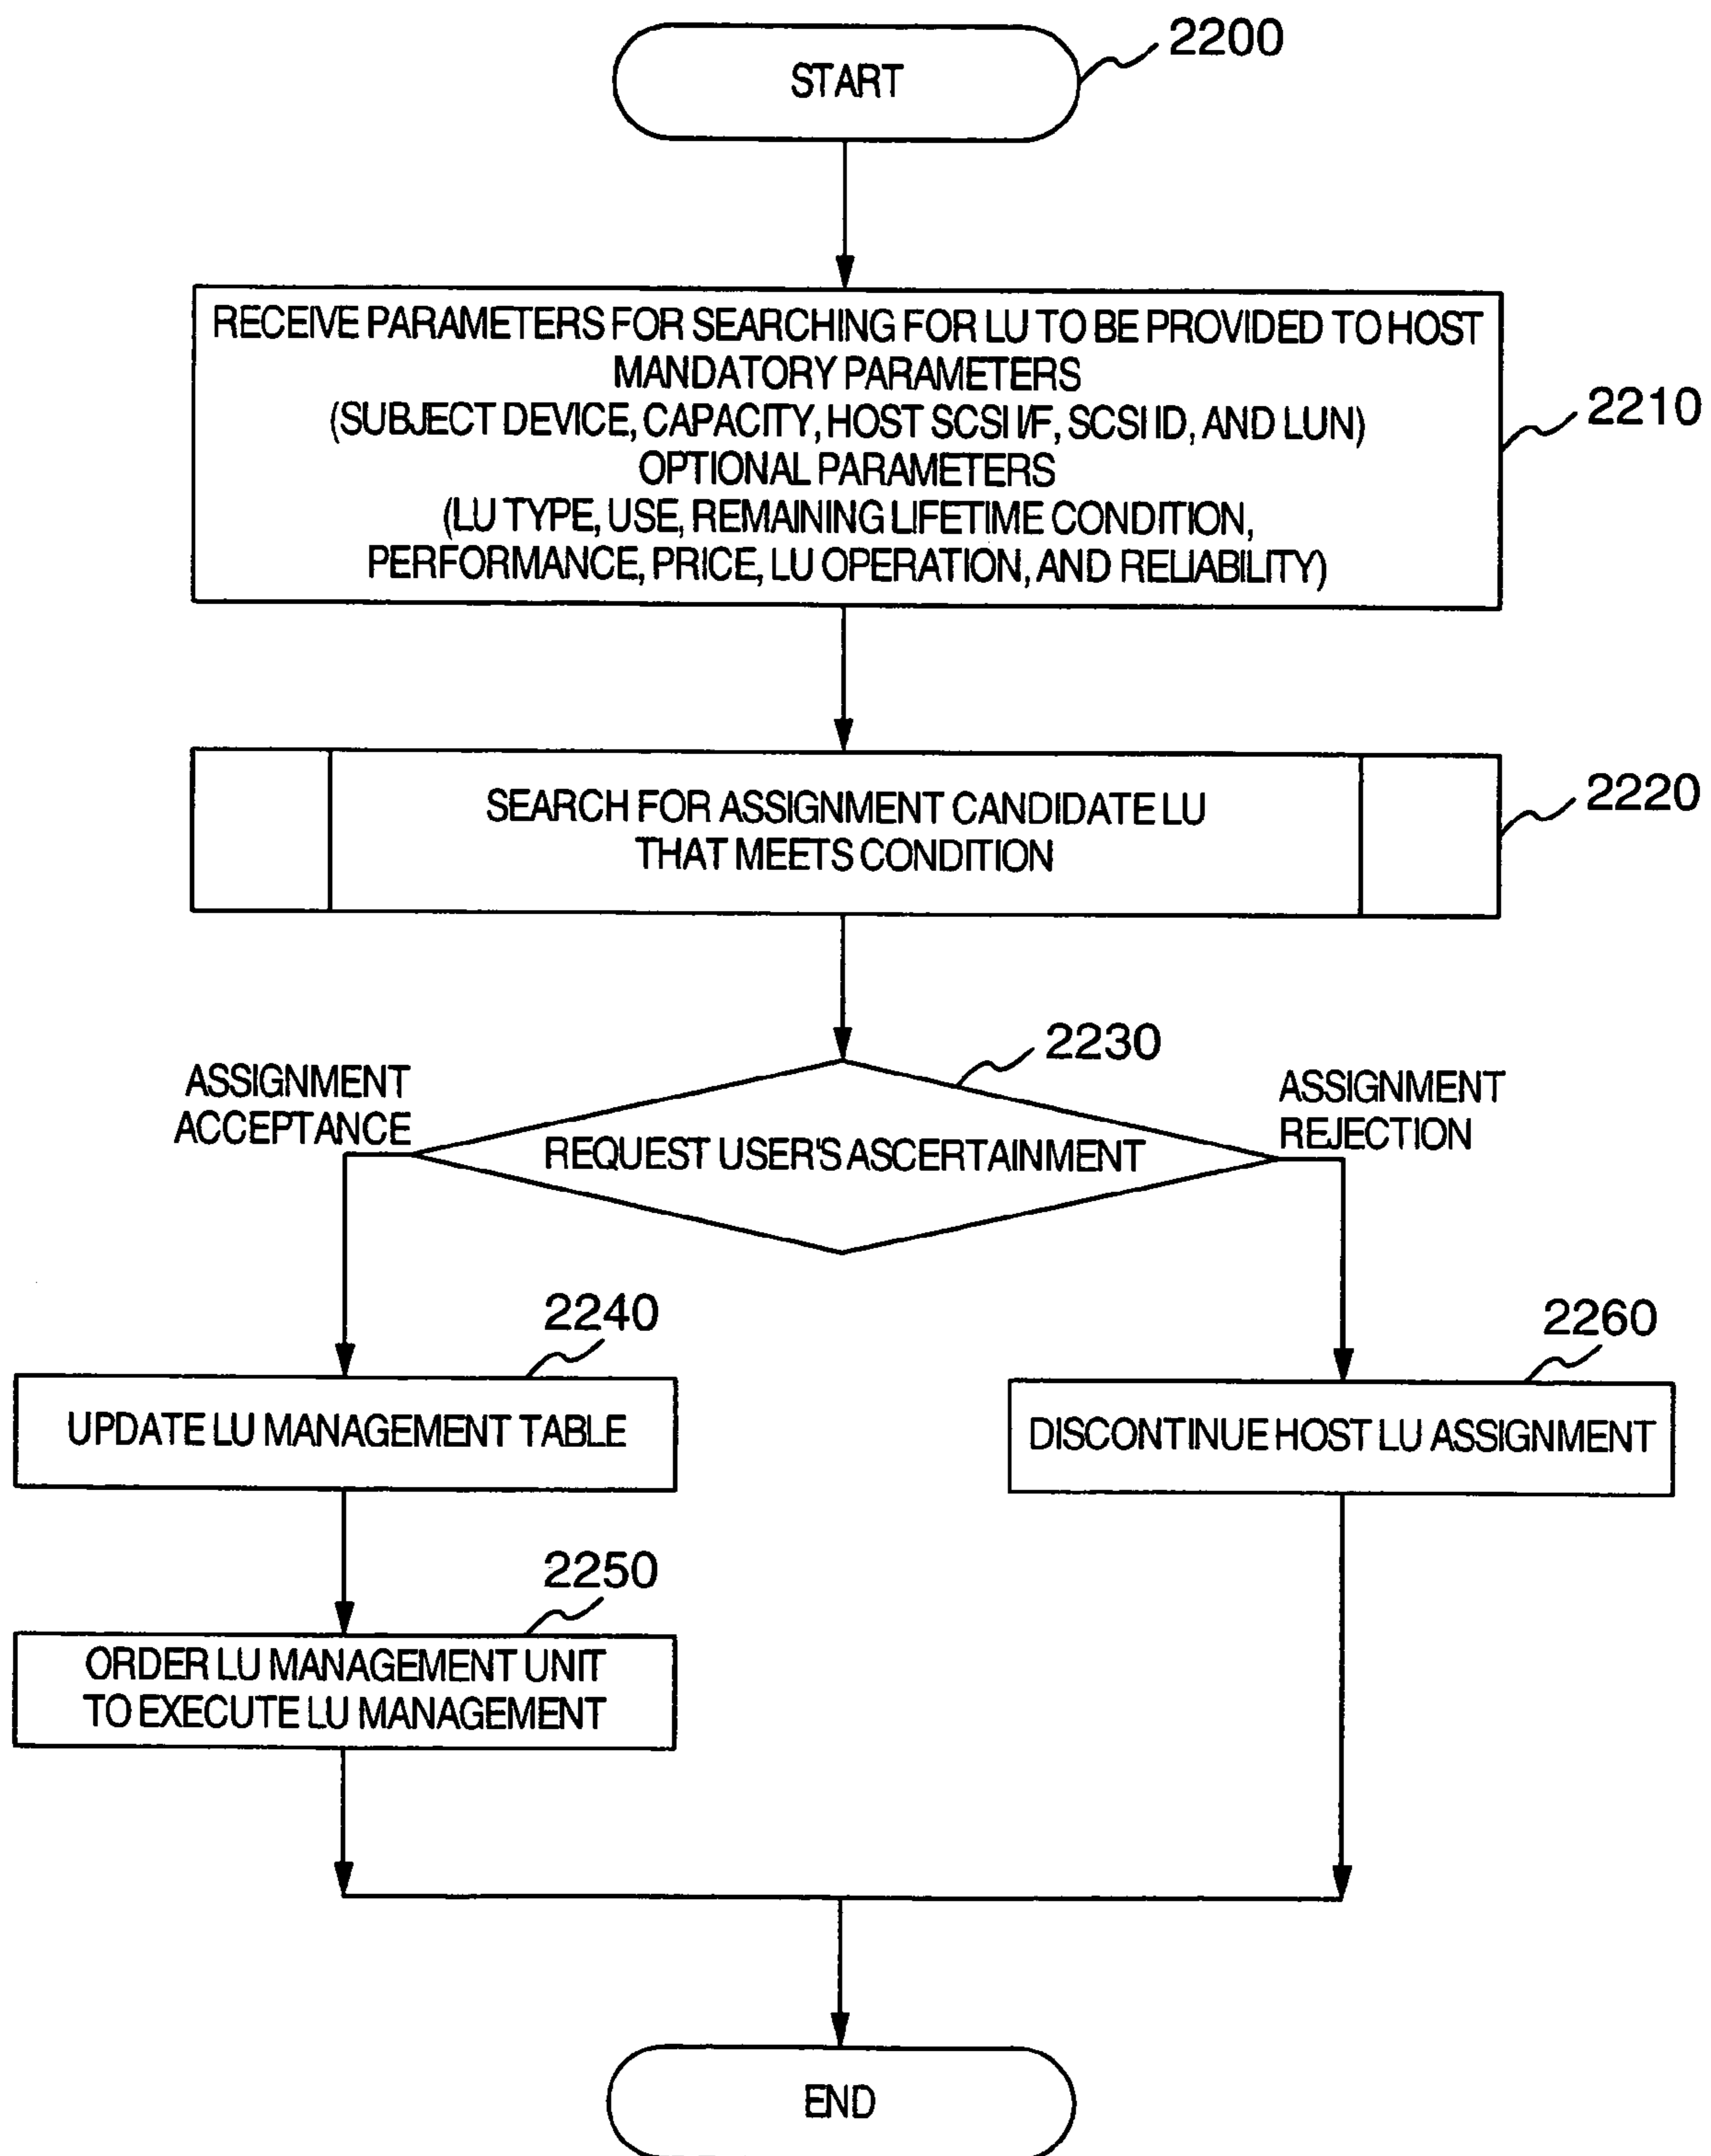 2200
START
RECEIVE PARAMETERS FOR SEARCHING FOR LU TO BE PROVIDED TO HOST
MANDATORY PARAMETERS
(SUBJECT DEVICE, CAPACITY, HOST SCSI I/F, SCSI ID, AND LUN)
OPTIONAL PARAMETERS
(LU TYPE, USE, REMAINING LIFETIME CONDITION,
PERFORMANCE, PRICE, LU OPERATION, AND RELIABILITY)
2210
SEARCH FOR ASSIGNMENT CANDIDATE LU
THAT MEETS CONDITION
2220
2230
ASSIGNMENT
ACCEPTANCE
REQUEST USER'S ASCERTAINMENT
ASSIGNMENT
REJECTION
2240
UPDATE LU MANAGEMENT TABLE
2260
DISCONTINUE HOST LU ASSIGNMENT
2250
ORDER LU MANAGEMENT UNIT
TO EXECUTE LU MANAGEMENT
END